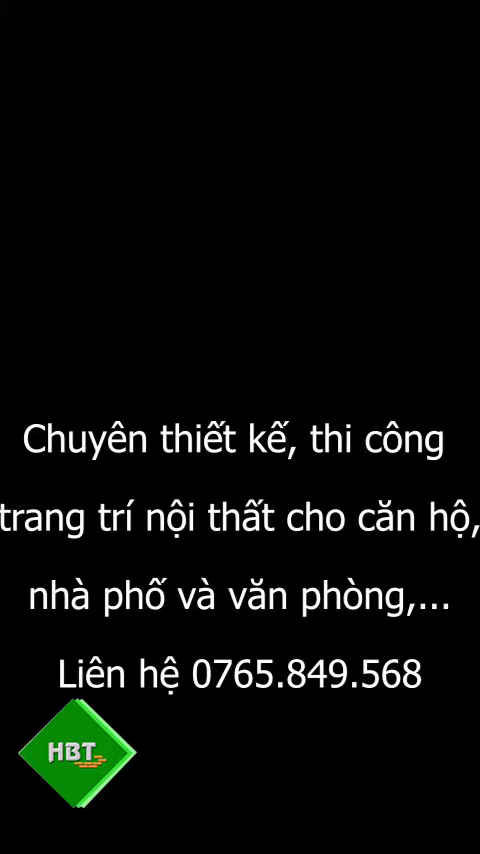 Chuyên thiết kế, thi công
trang trí nội thất cho căn hộ,
nhà phố và văn phòng,...
Liên hệ 0765.849.568
HBT